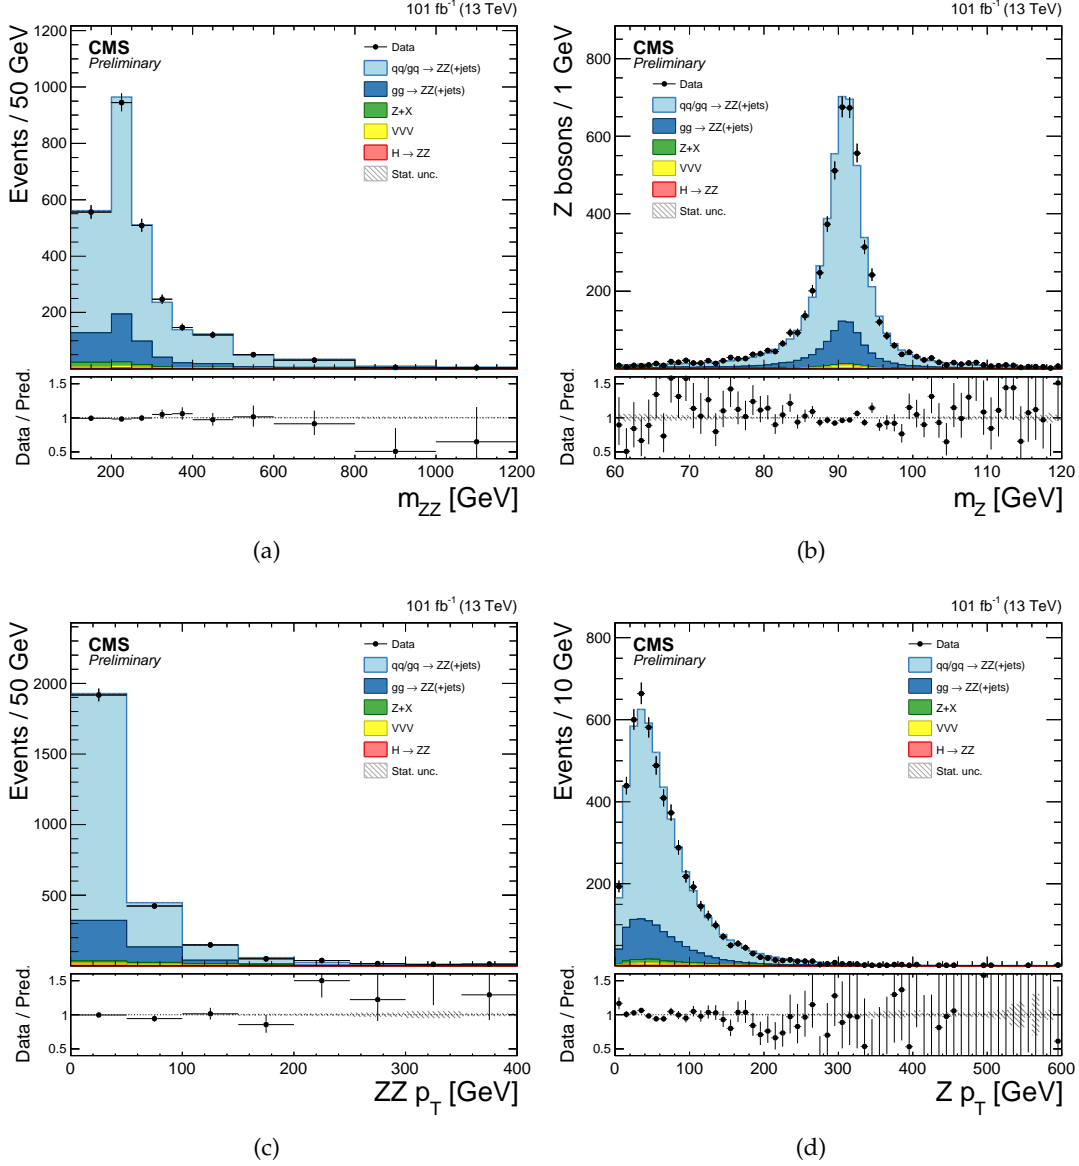 101 fb⁻¹ (13 TeV)
CMS
Preliminary
Data
qq/gq → ZZ(+jets)
gg → ZZ(+jets)
Z+X
VVV
H → ZZ
Stat. unc.
Events / 50 GeV
1200
1000
800
600
400
200
Data / Pred.
1.5
1
0.5
200 400 600 800 1000 1200
m_ZZ [GeV]
(a)
101 fb⁻¹ (13 TeV)
CMS
Preliminary
Data
qq/gq → ZZ(+jets)
gg → ZZ(+jets)
Z+X
VVV
H → ZZ
Stat. unc.
Z bosons / 1 GeV
800
600
400
200
Data / Pred.
1.5
1
0.5
60 70 80 90 100 110 120
m_Z [GeV]
(b)
101 fb⁻¹ (13 TeV)
CMS
Preliminary
Data
qq/gq → ZZ(+jets)
gg → ZZ(+jets)
Z+X
VVV
H → ZZ
Stat. unc.
Events / 50 GeV
2000
1500
1000
500
Data / Pred.
1.5
1
0.5
0 100 200 300 400
ZZ p_T [GeV]
(c)
101 fb⁻¹ (13 TeV)
CMS
Preliminary
Data
qq/gq → ZZ(+jets)
gg → ZZ(+jets)
Z+X
VVV
H → ZZ
Stat. unc.
Events / 10 GeV
800
600
400
200
Data / Pred.
1.5
1
0.5
0 100 200 300 400 500 600
Z p_T [GeV]
(d)